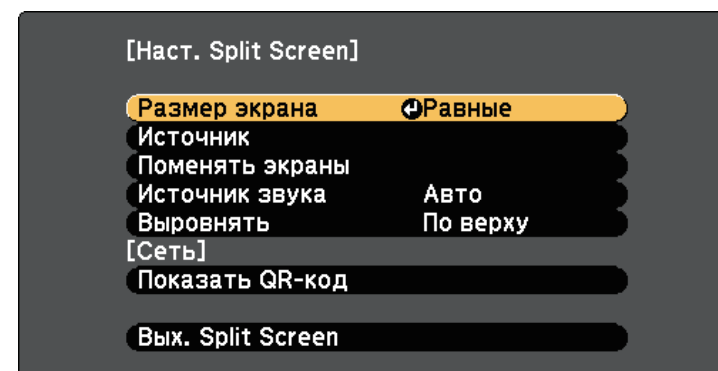 [Наст. Split Screen]
Размер экрана Равные
Источник
Поменять экраны
Источник звука Авто
Выровнять По верху
[Сеть]
Показать QR-код
Вых. Split Screen